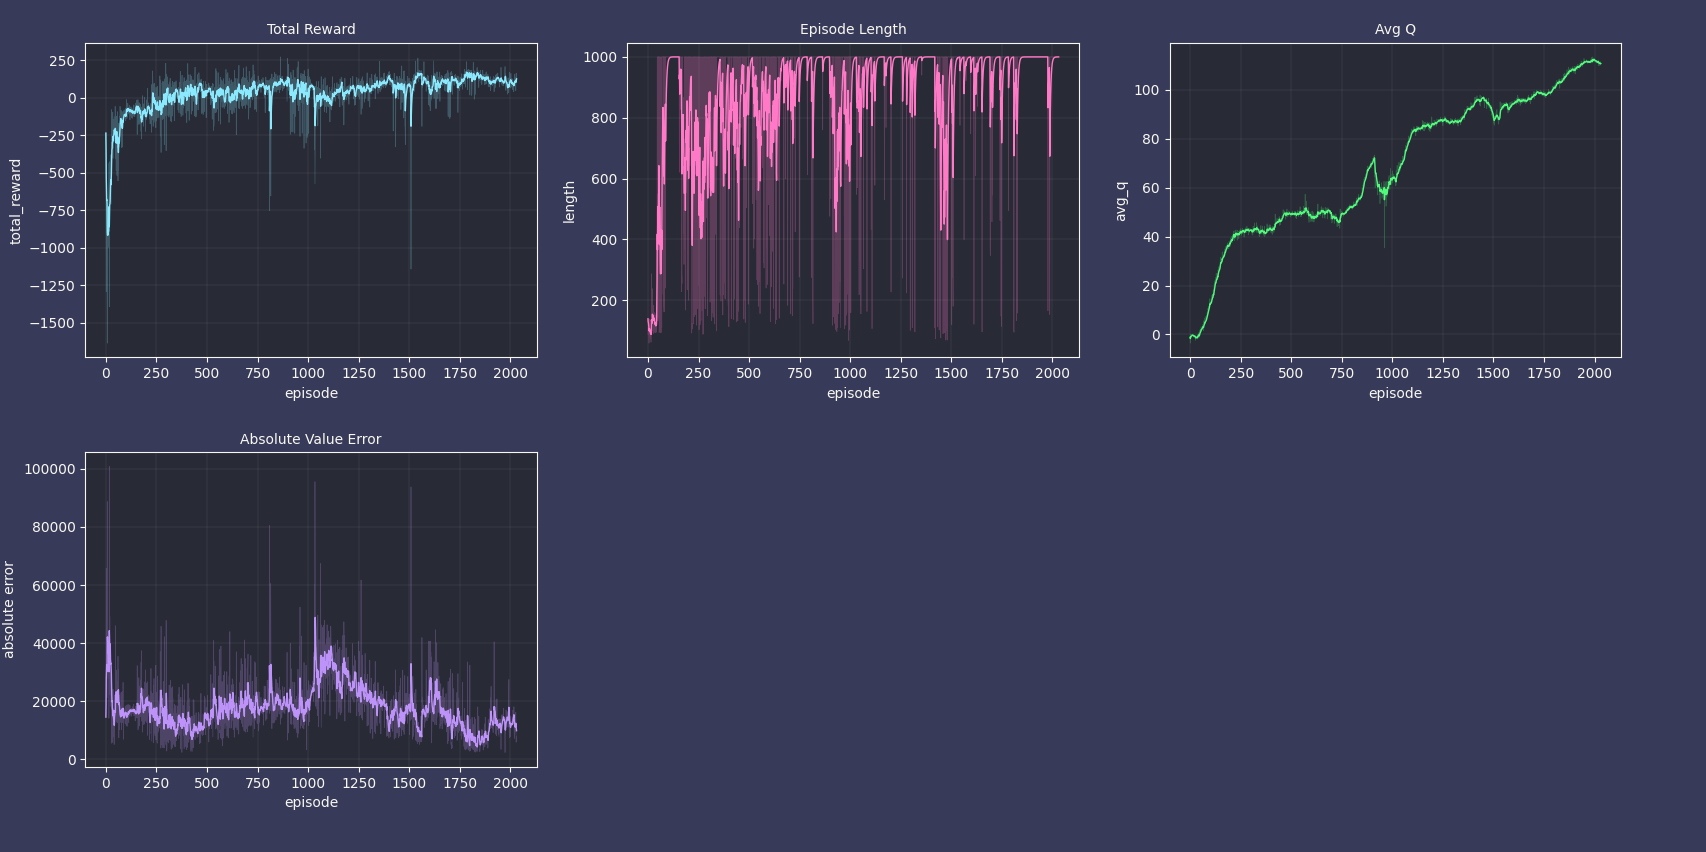 Total Reward
250
0
−250
−500
−750
−1000
−1250
−1500
total_reward
0 250 500 750 1000 1250 1500 1750 2000
episode
Episode Length
1000
800
600
400
200
length
0 250 500 750 1000 1250 1500 1750 2000
episode
Avg Q
100
80
60
40
20
0
avg_q
0 250 500 750 1000 1250 1500 1750 2000
episode
Absolute Value Error
100000
80000
60000
40000
20000
0
absolute error
0 250 500 750 1000 1250 1500 1750 2000
episode